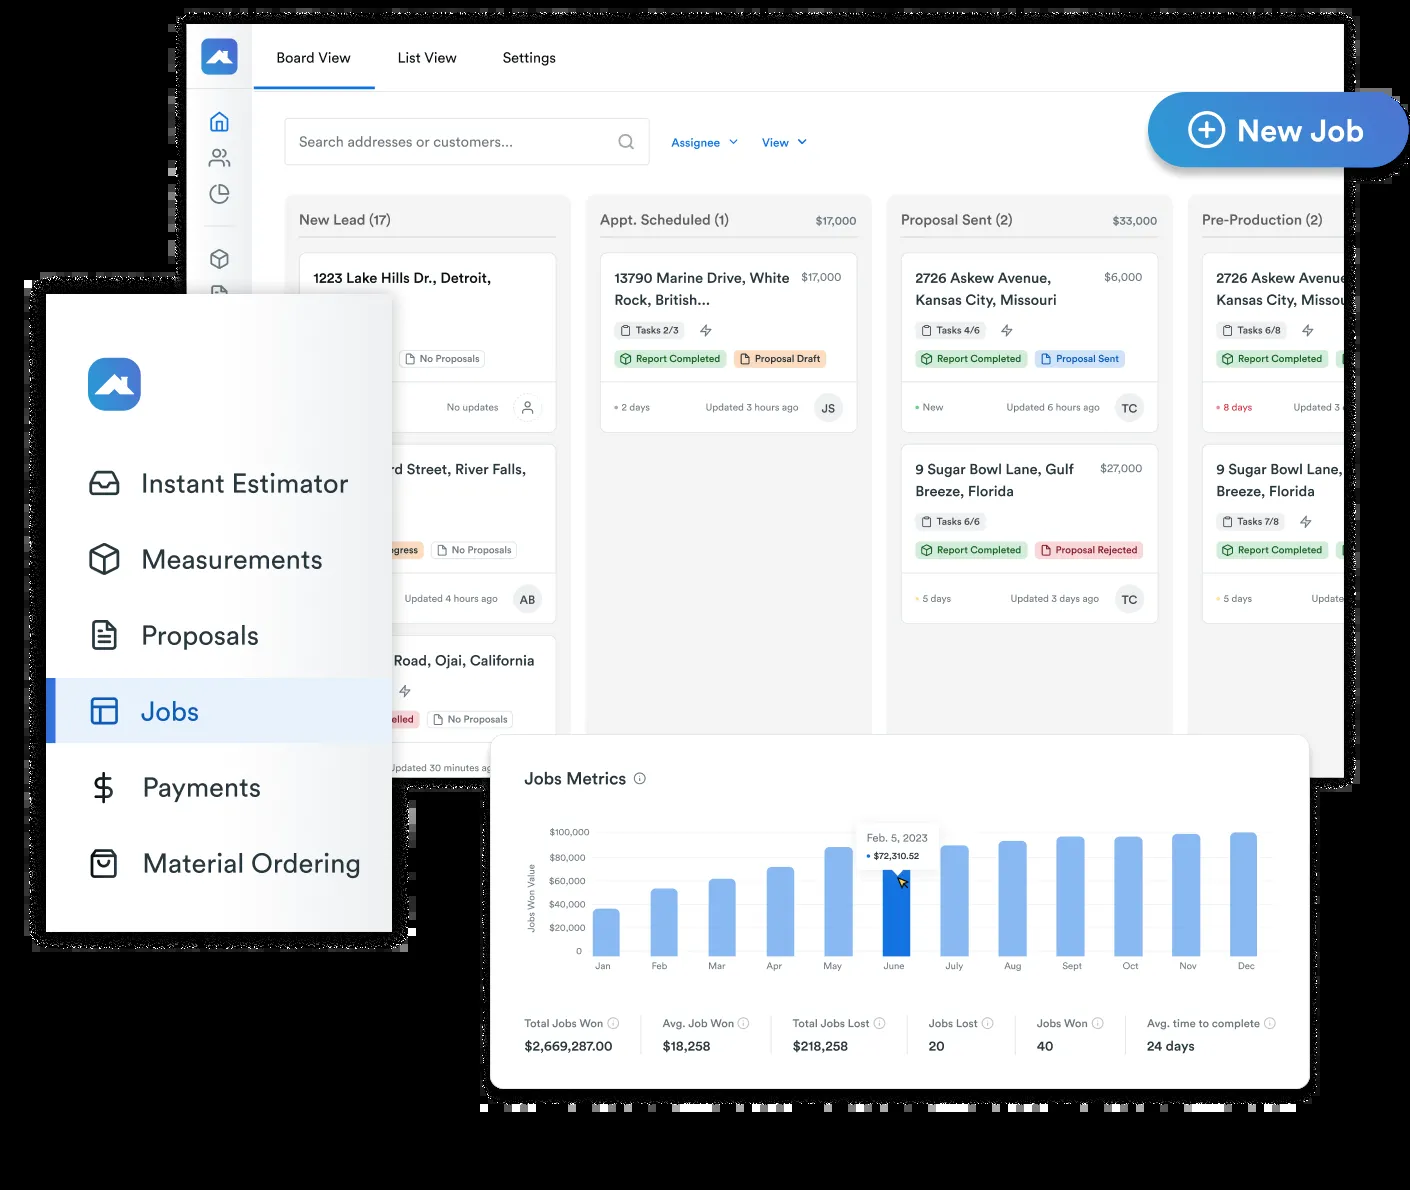 Board View
List View
Settings
Search addresses or customers...
Assignee
View
New Job
New Lead (17)
1223 Lake Hills Dr., Detroit,
No Proposals
No updates
rd Street, River Falls,
gress
No Proposals
Updated 4 hours ago
AB
Road, Ojai, California
elled
No Proposals
Updated 30 minutes ag
Appt. Scheduled (1)
$17,000
13790 Marine Drive, White
Rock, British...
$17,000
Tasks 2/3
Report Completed
Proposal Draft
2 days
Updated 3 hours ago
JS
Proposal Sent (2)
$33,000
2726 Askew Avenue,
Kansas City, Missouri
$6,000
Tasks 4/6
Report Completed
Proposal Sent
New
Updated 6 hours ago
TC
9 Sugar Bowl Lane, Gulf
Breeze, Florida
$27,000
Tasks 6/6
Report Completed
Proposal Rejected
5 days
Updated 3 days ago
TC
Pre-Production (2)
2726 Askew Avenue
Kansas City, Missou
Tasks 6/8
Report Completed
8 days
Updated 3
9 Sugar Bowl Lane,
Breeze, Florida
Tasks 7/8
Report Completed
5 days
Update
Instant Estimator
Measurements
Proposals
Jobs
Payments
Material Ordering
Jobs Metrics
Jobs Won Value
$100,000
$80,000
$60,000
$40,000
$20,000
0
Feb. 5, 2023
$72,310.52
Jan
Feb
Mar
Apr
May
June
July
Aug
Sept
Oct
Nov
Dec
Total Jobs Won
$2,669,287.00
Avg. Job Won
$18,258
Total Jobs Lost
$218,258
Jobs Lost
20
Jobs Won
40
Avg. time to complete
24 days